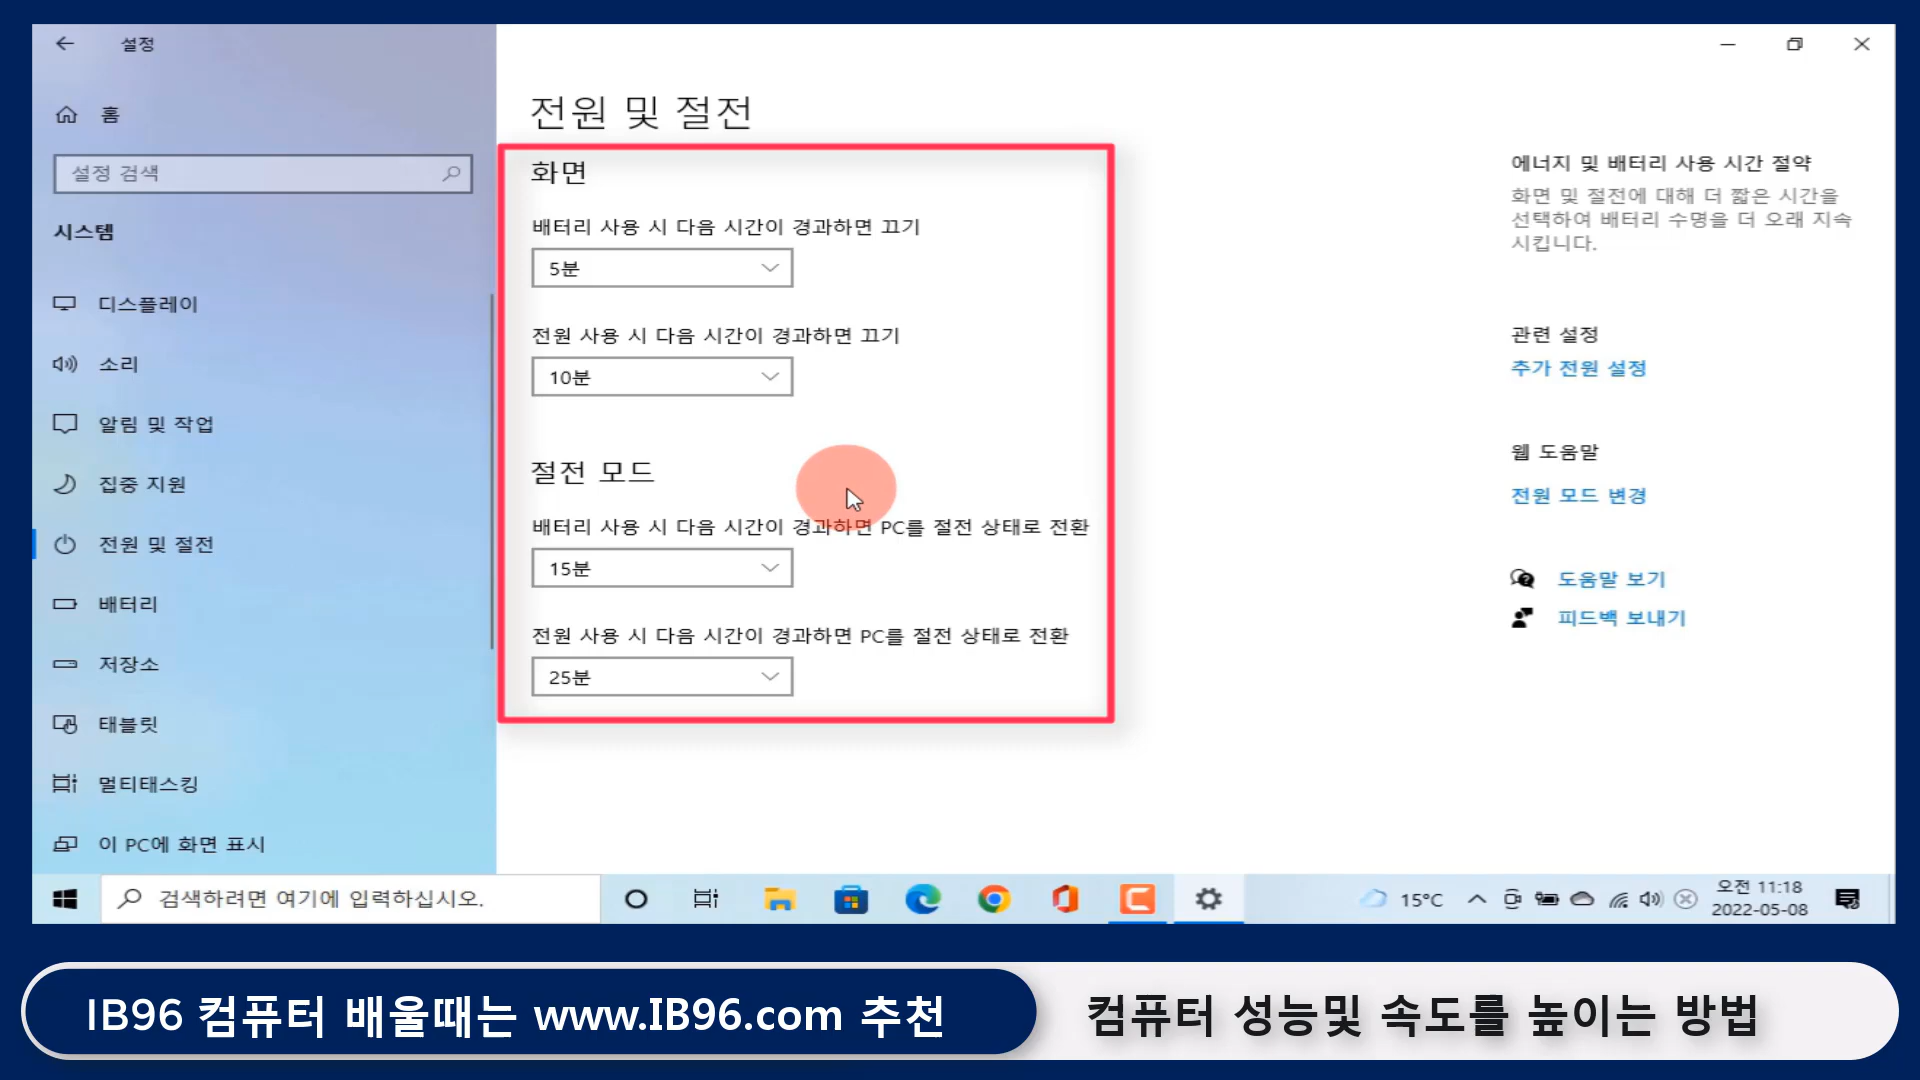 설정
홈
설정 검색
시스템
디스플레이
소리
알림 및 작업
집중 지원
전원 및 절전
배터리
저장소
태블릿
멀티태스킹
이 PC에 화면 표시
전원 및 절전
화면
배터리 사용 시 다음 시간이 경과하면 끄기
5분
전원 사용 시 다음 시간이 경과하면 끄기
10분
절전 모드
배터리 사용 시 다음 시간이 경과하면 PC를 절전 상태로 전환
15분
전원 사용 시 다음 시간이 경과하면 PC를 절전 상태로 전환
25분
에너지 및 배터리 사용 시간 절약
화면 및 절전에 대해 더 짧은 시간을
선택하여 배터리 수명을 더 오래 지속
시킵니다.
관련 설정
추가 전원 설정
웹 도움말
전원 모드 변경
도움말 보기
피드백 보내기
검색하려면 여기에 입력하십시오.
15°C
오전 11:18
2022-05-08
IB96 컴퓨터 배울때는 www.IB96.com 추천
컴퓨터 성능및 속도를 높이는 방법